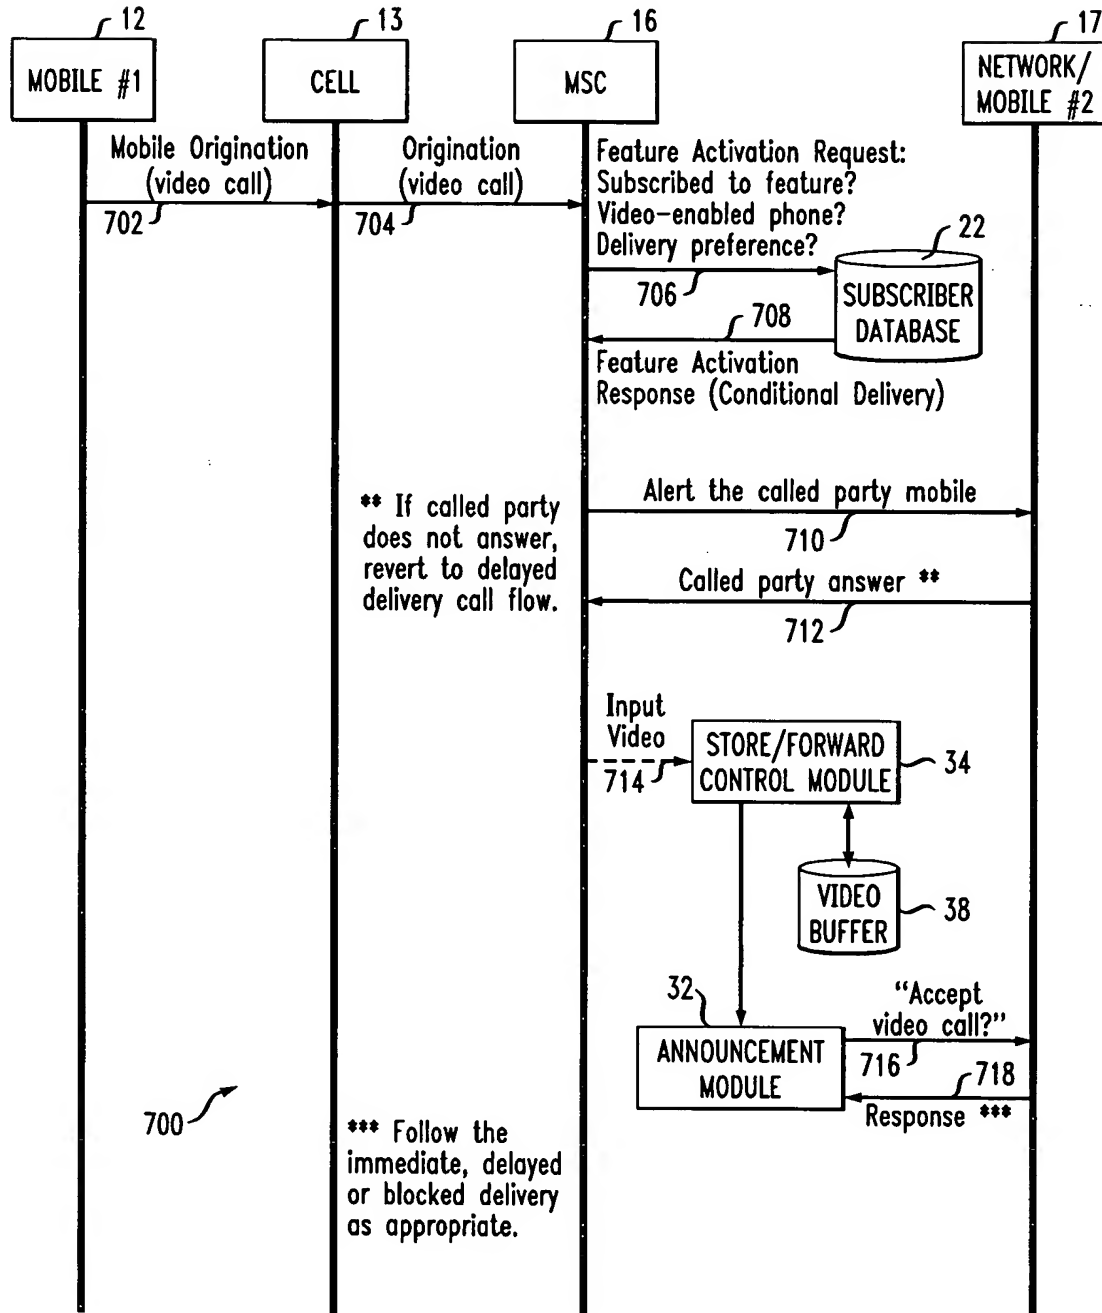 12
13
16
17
MOBILE #1
CELL
MSC
NETWORK/
MOBILE #2
Mobile Origination
(video call)
702
Origination
(video call)
704
Feature Activation Request:
Subscribed to feature?
Video-enabled phone?
Delivery preference?
706
22
SUBSCRIBER
DATABASE
708
Feature Activation
Response (Conditional Delivery)
** If called party
does not answer,
revert to delayed
delivery call flow.
Alert the called party mobile
710
Called party answer **
712
Input
Video
714
STORE/FORWARD
CONTROL MODULE
34
VIDEO
BUFFER
38
32
ANNOUNCEMENT
MODULE
“Accept
video call?”
716
718
Response ***
700
*** Follow the
immediate, delayed
or blocked delivery
as appropriate.